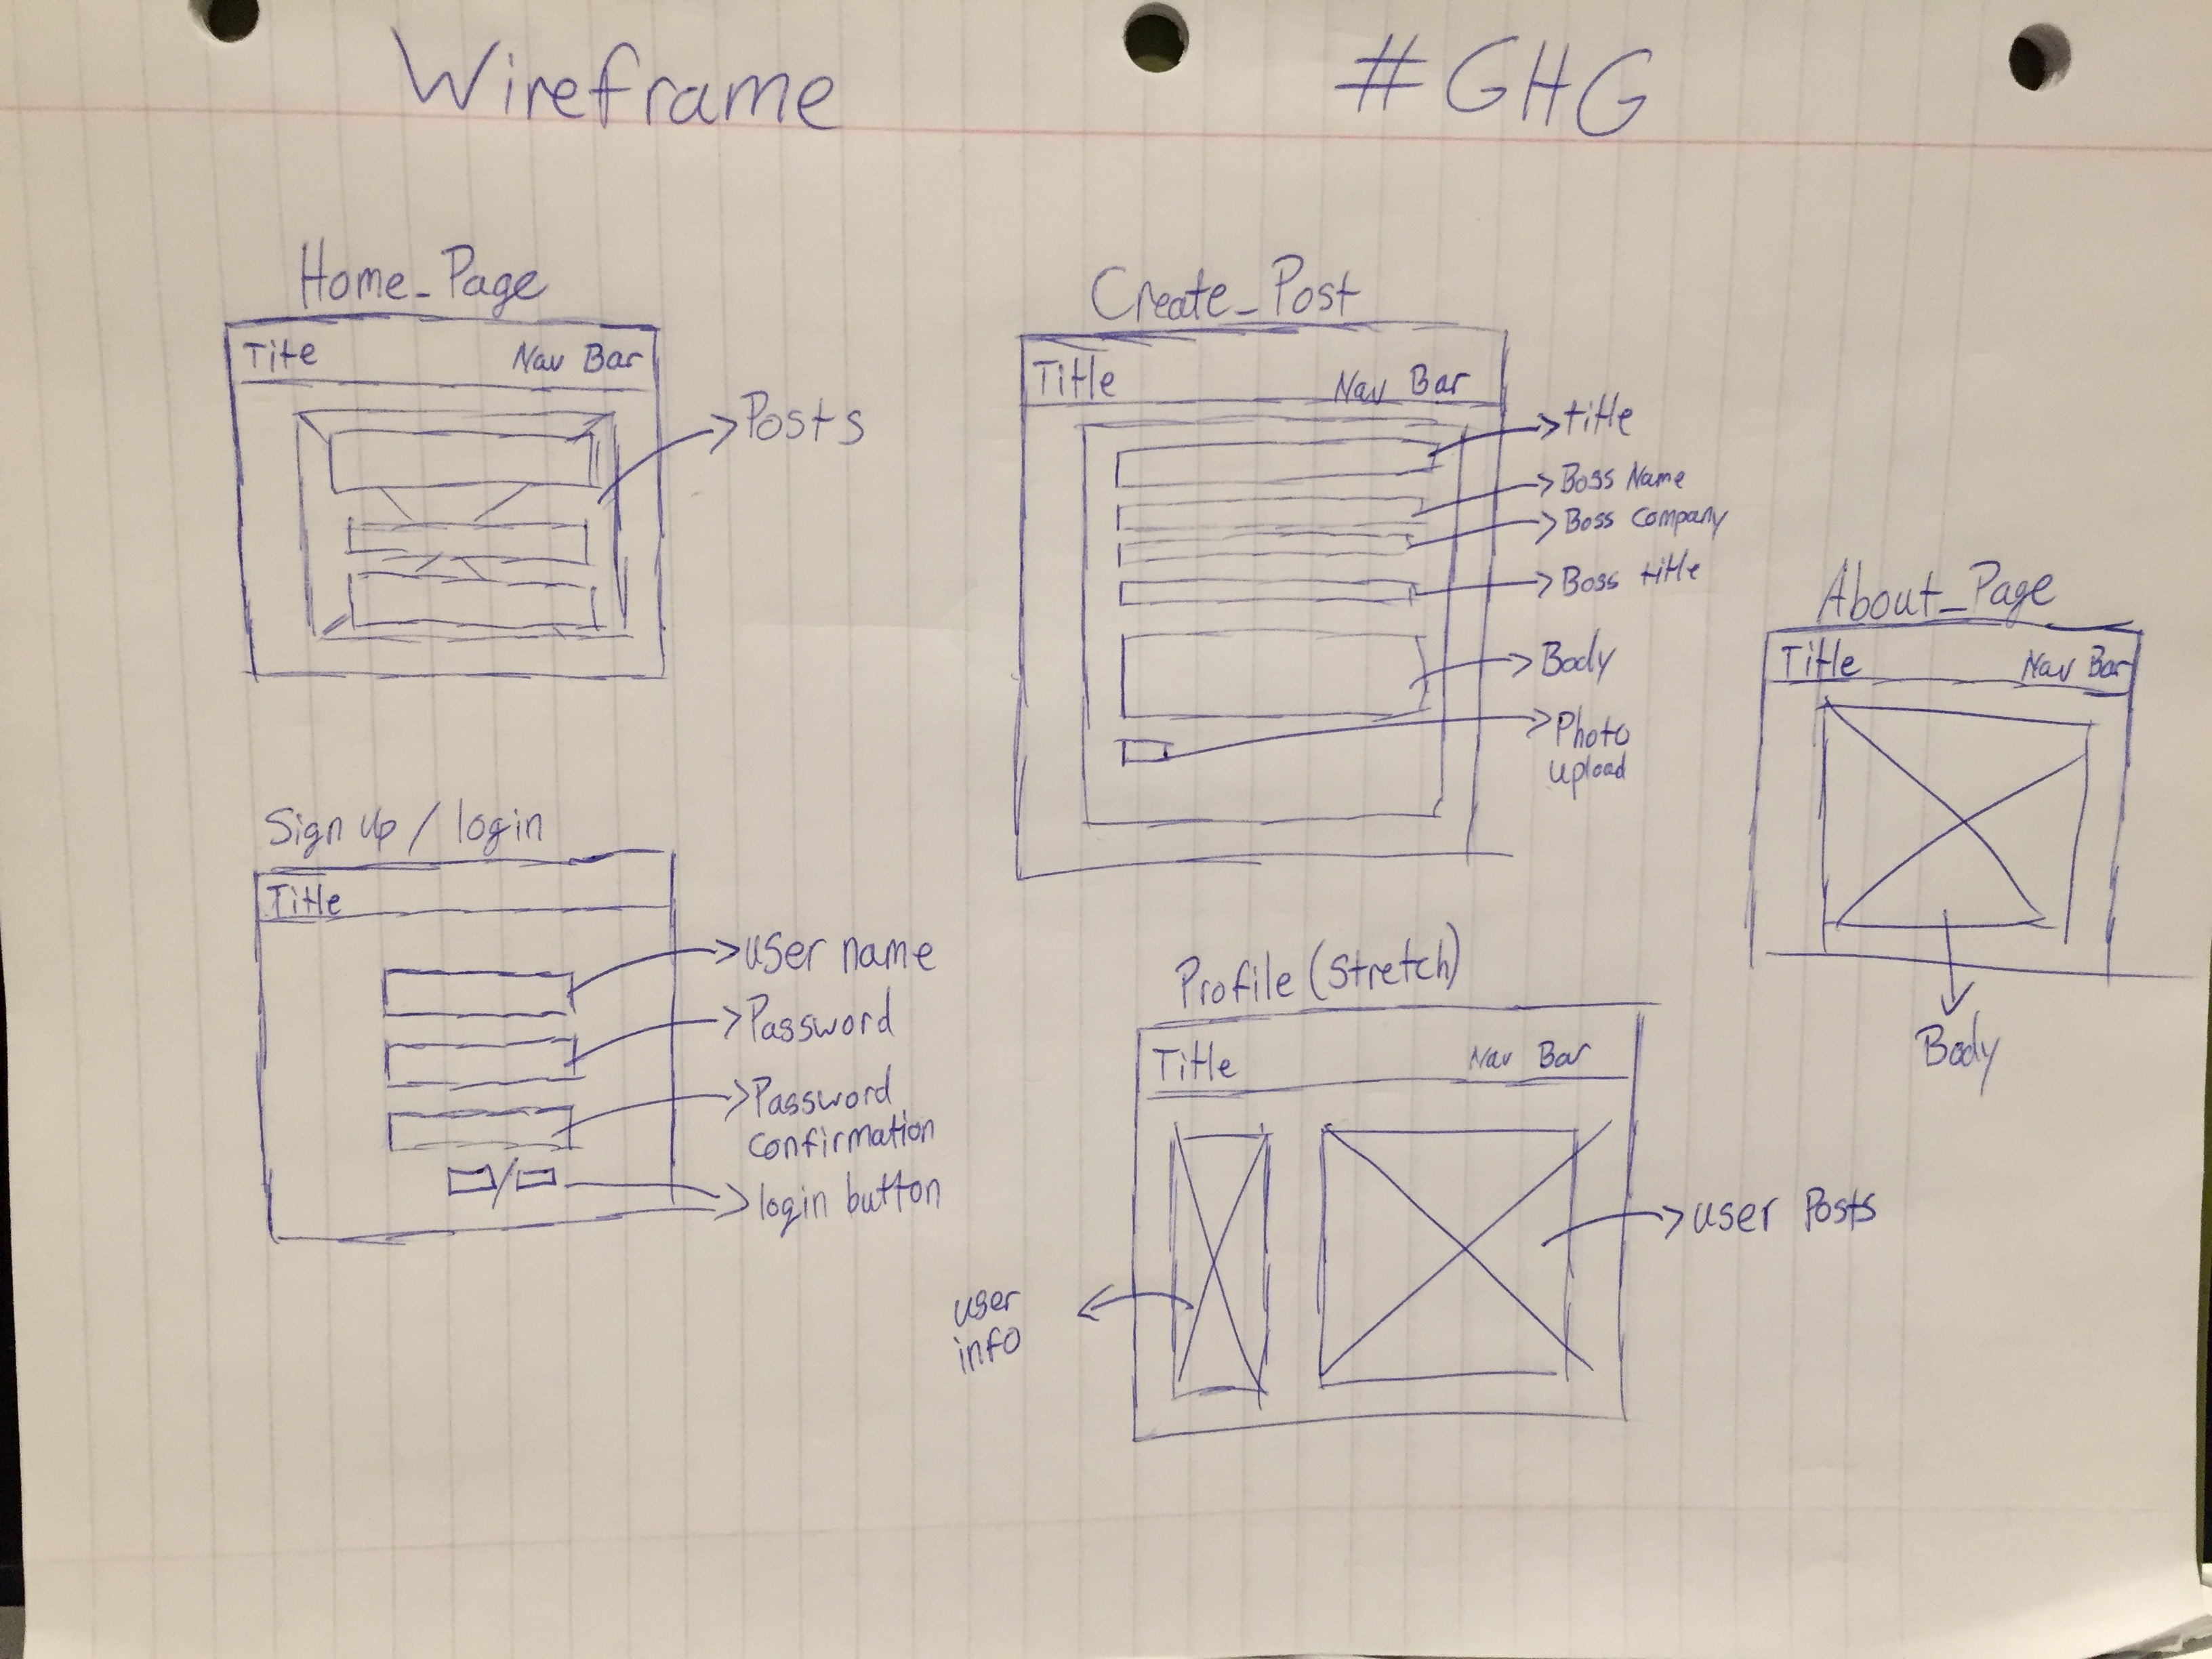 Wireframe #GHG
Home_Page
Tite Nav Bar
Posts
Create_Post
Title Nav Bar
title
Boss Name
Boss Company
Boss title
Body
Photo
upload
About_Page
Title Nav Bar
Body
Sign up / login
Title
user name
Password
Password
confirmation
login button
Profile (stretch)
Title Nav Bar
user Posts
user
info